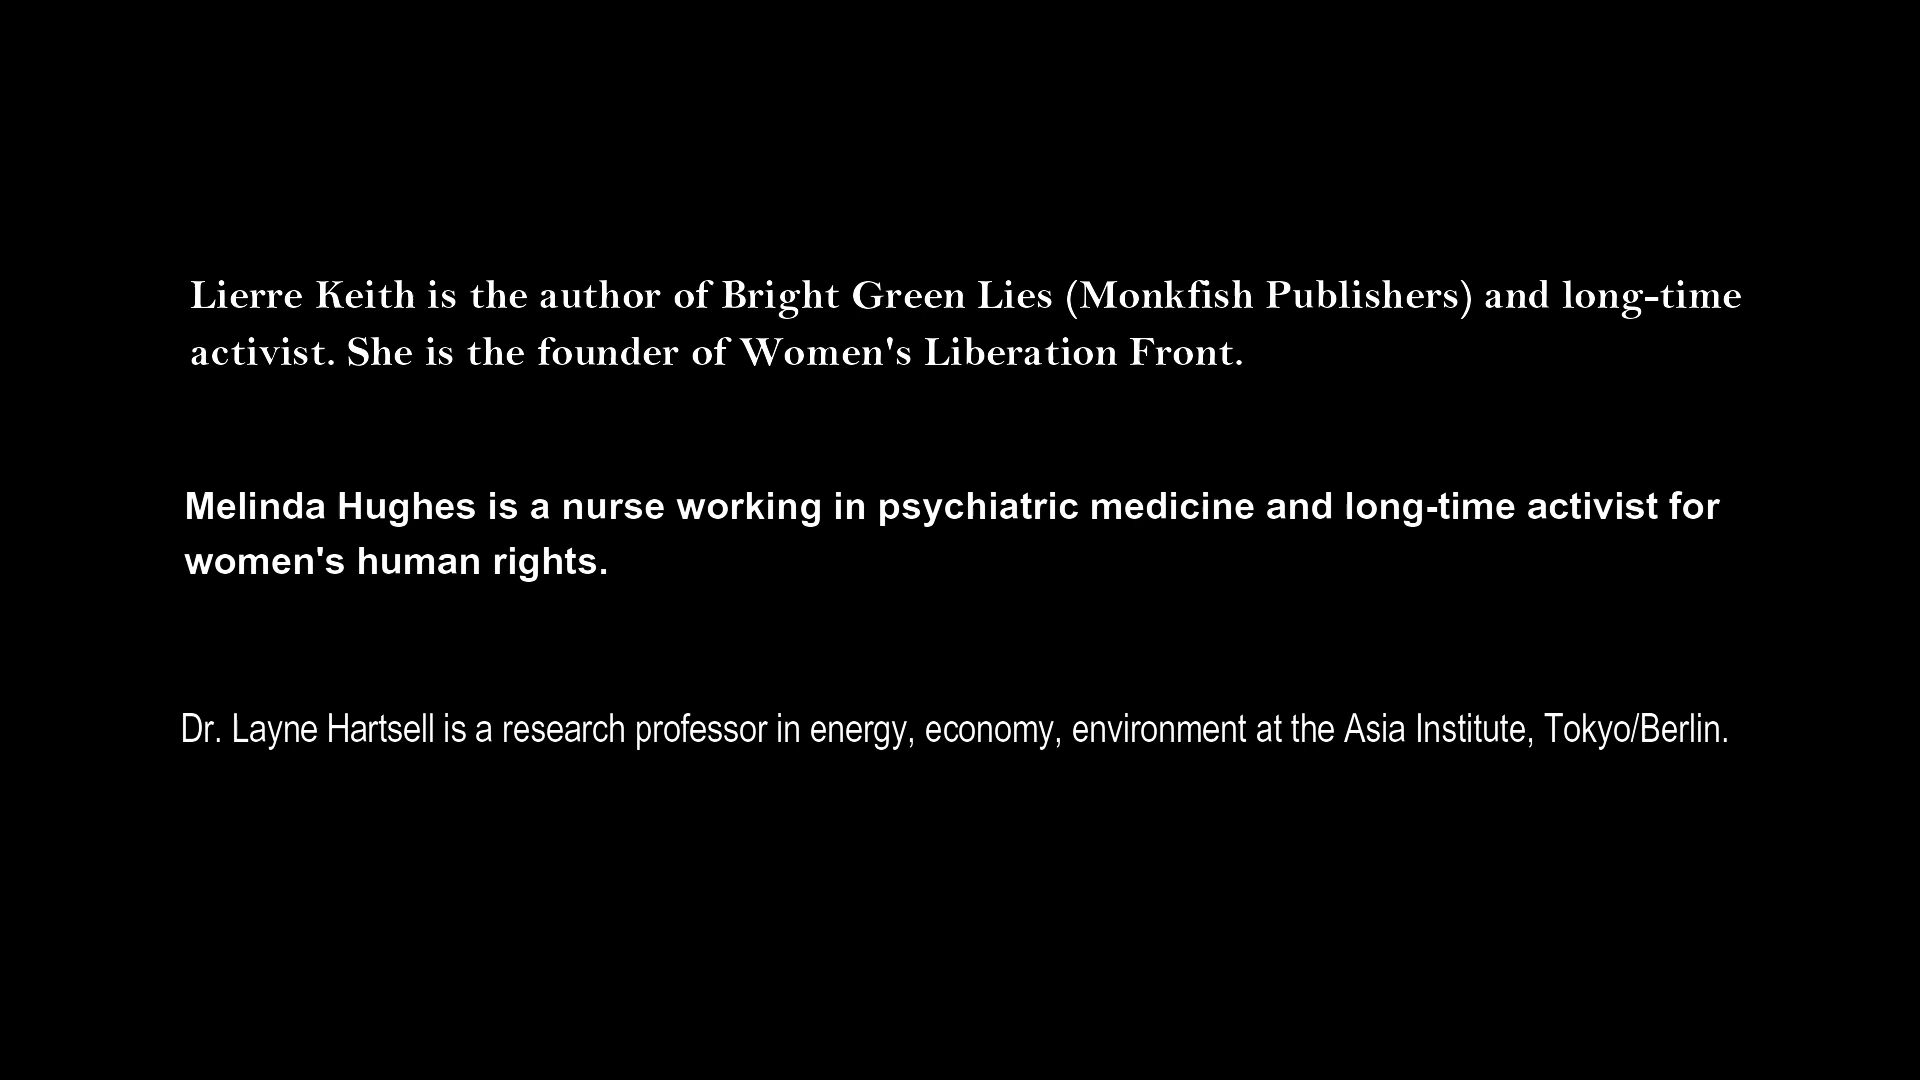 Lierre Keith is the author of Bright Green Lies (Monkfish Publishers) and long-time
activist. She is the founder of Women's Liberation Front.
Melinda Hughes is a nurse working in psychiatric medicine and long-time activist for
women's human rights.
Dr. Layne Hartsell is a research professor in energy, economy, environment at the Asia Institute, Tokyo/Berlin.